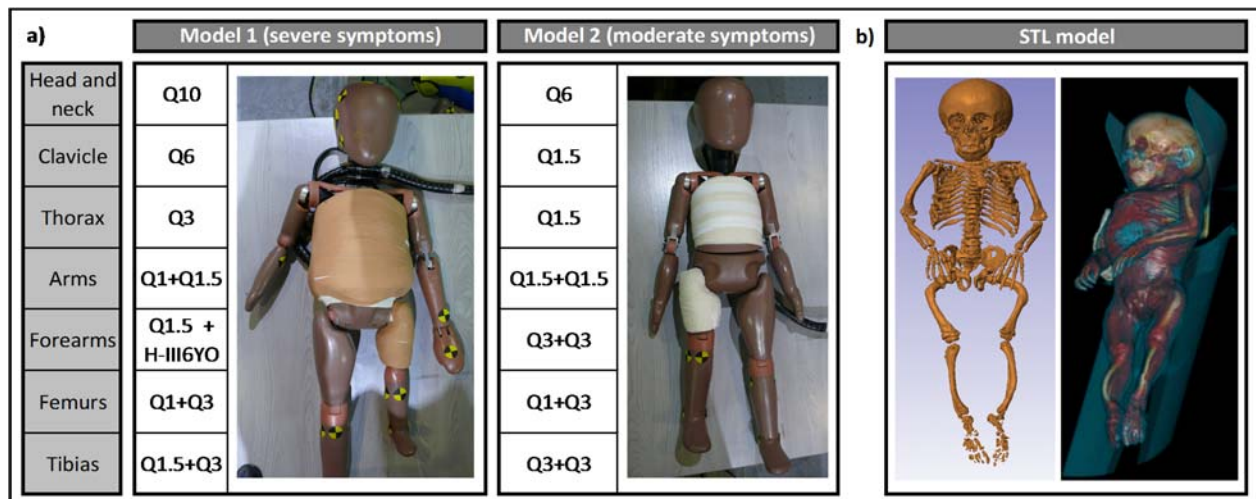 a)
Model 1 (severe symptoms)
Model 2 (moderate symptoms)
b)
STL model
Head and
neck
Q10
Q6
Clavicle
Q6
Q1.5
Thorax
Q3
Q1.5
Arms
Q1+Q1.5
Q1.5+Q1.5
Forearms
Q1.5 +
H-III6YO
Q3+Q3
Femurs
Q1+Q3
Q1+Q3
Tibias
Q1.5+Q3
Q3+Q3